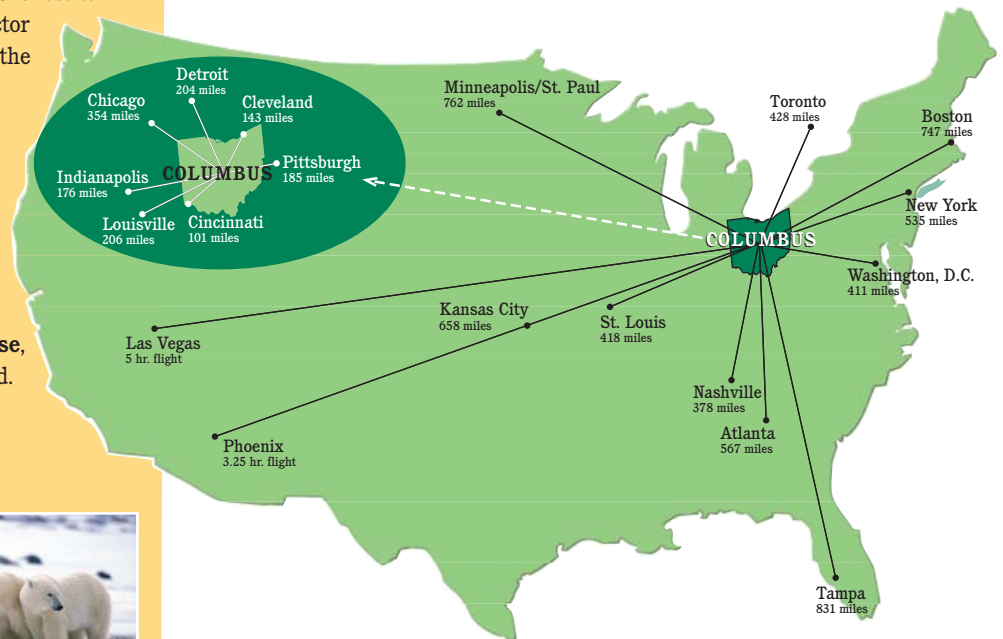 ctor
the
se,
d.
Detroit
204 miles
Chicago
354 miles
Cleveland
143 miles
COLUMBUS
Pittsburgh
185 miles
Indianapolis
176 miles
Louisville
206 miles
Cincinnati
101 miles
Minneapolis/St. Paul
762 miles
Toronto
428 miles
Boston
747 miles
New York
535 miles
COLUMBUS
Washington, D.C.
411 miles
Kansas City
658 miles
St. Louis
418 miles
Las Vegas
5 hr. flight
Nashville
378 miles
Atlanta
567 miles
Phoenix
3.25 hr. flight
Tampa
831 miles